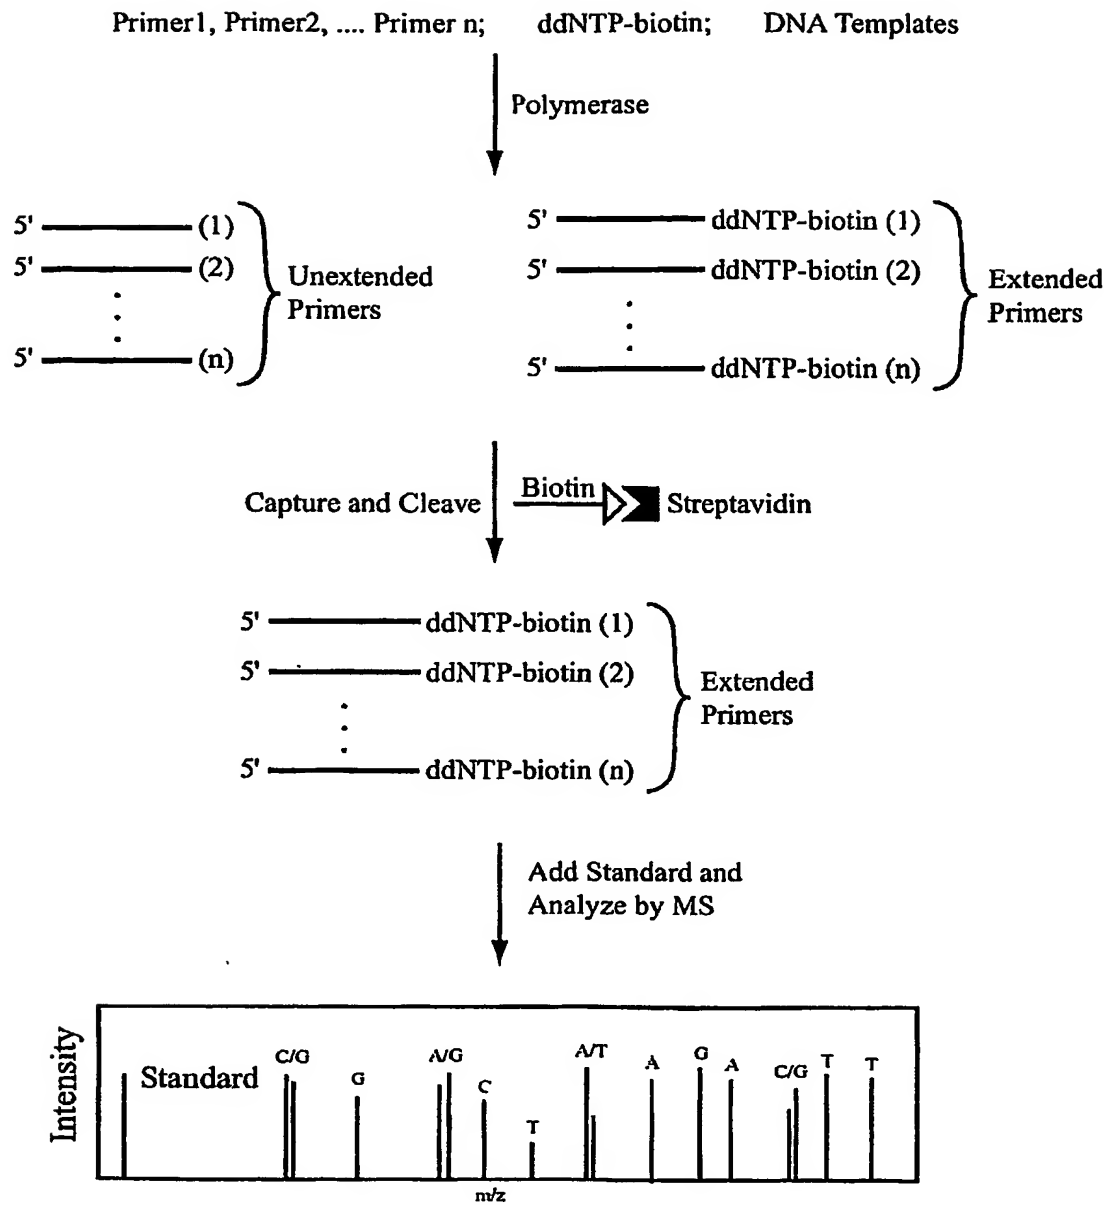 Primer1, Primer2, .... Primer n; ddNTP-biotin; DNA Templates
Polymerase
5' (1)
5' (2)
5' (n)
Unextended
Primers
5' ddNTP-biotin (1)
5' ddNTP-biotin (2)
5' ddNTP-biotin (n)
Extended
Primers
Capture and Cleave
Biotin
Streptavidin
5' ddNTP-biotin (1)
5' ddNTP-biotin (2)
5' ddNTP-biotin (n)
Extended
Primers
Add Standard and
Analyze by MS
Intensity
Standard
C/G
G
A/G
C
T
A/T
A
G
A
C/G
T
T
m/z